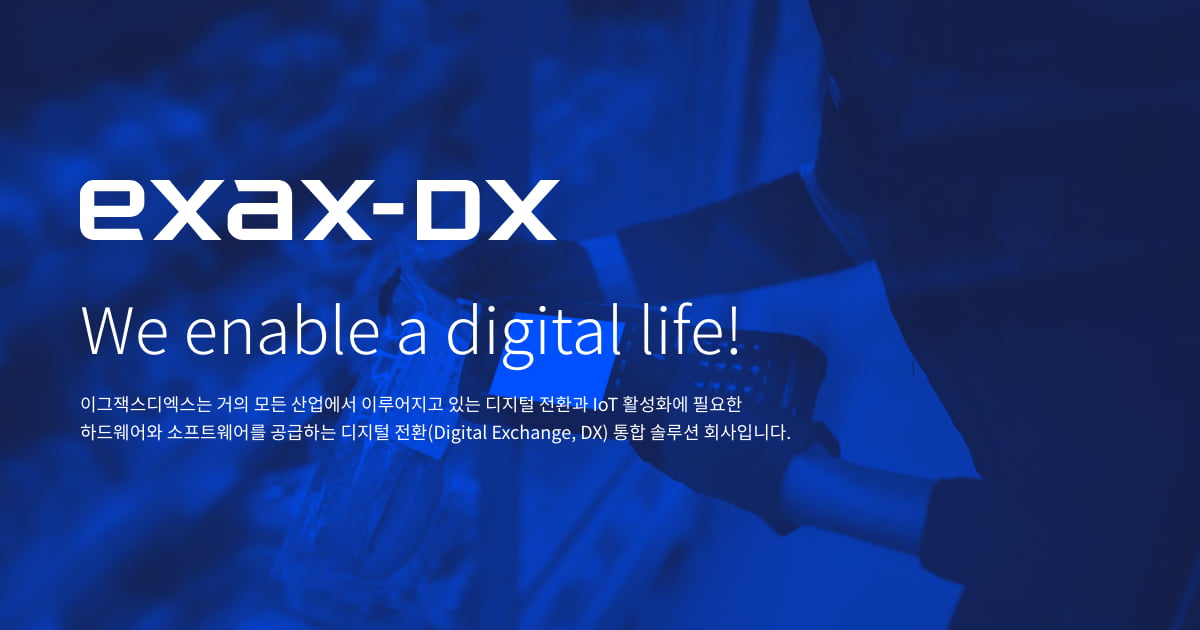 exax-DX
We enable a digital life!
이그잭스디엑스는 거의 모든 산업에서 이루어지고 있는 디지털 전환과 IoT 활성화에 필요한
하드웨어와 소프트웨어를 공급하는 디지털 전환(Digital Exchange, DX) 통합 솔루션 회사입니다.